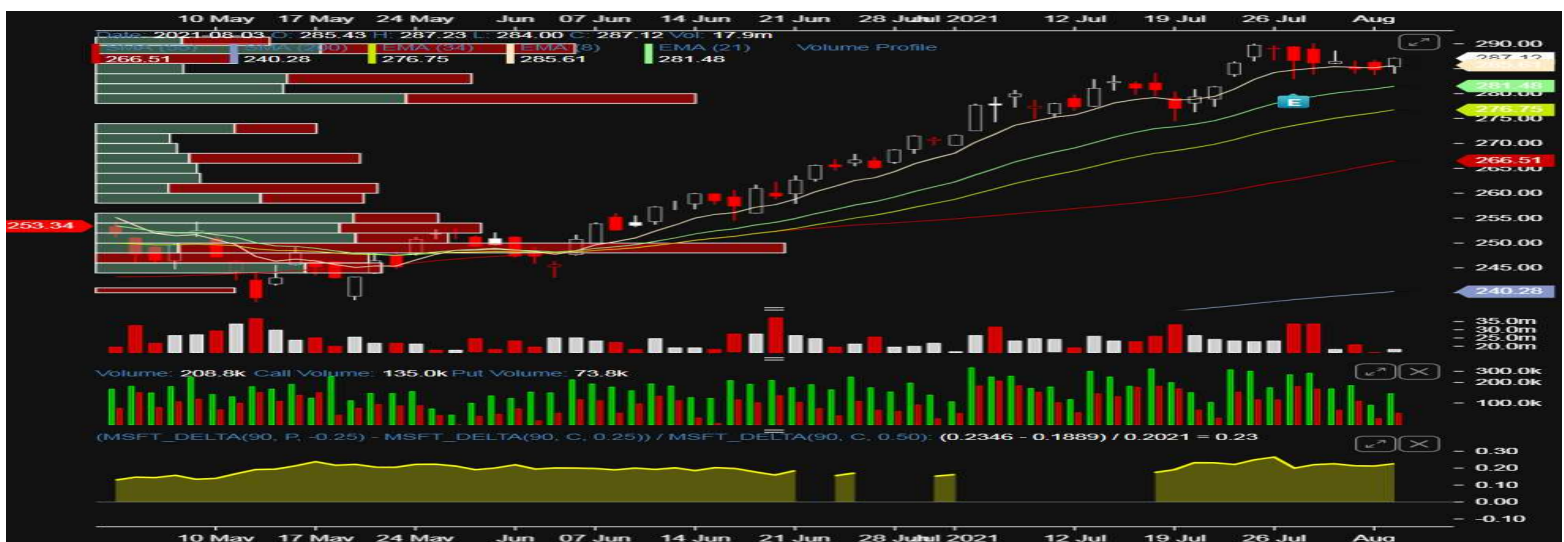 10 May 17 May 24 May Jun 07 Jun 14 Jun 21 Jun 28 Jun Jul 2021 12 Jul 19 Jul 26 Jul Aug
Date: 2021-08-03 O: 285.43 H: 287.23 L: 284.00 C: 287.12 Vol: 17.9m
EMA (34) EMA (8) EMA (21) Volume Profile
266.51 240.28 276.75 285.61 281.48
290.00
287.12
281.48
280.00
276.75
275.00
270.00
266.51
265.00
260.00
255.00
253.34
250.00
245.00
240.28
E
35.0m
30.0m
25.0m
20.0m
Volume: 208.8k Call Volume: 135.0k Put Volume: 73.8k
300.0k
200.0k
100.0k
(MSFT_DELTA(90, P, -0.25) - MSFT_DELTA(90, C, 0.25)) / MSFT_DELTA(90, C, 0.50): (0.2346 - 0.1889) / 0.2021 = 0.23
0.30
0.20
0.10
0.00
-0.10
10 May 17 May 24 May Jun 07 Jun 14 Jun 21 Jun 28 Jun Jul 2021 12 Jul 19 Jul 26 Jul Aug